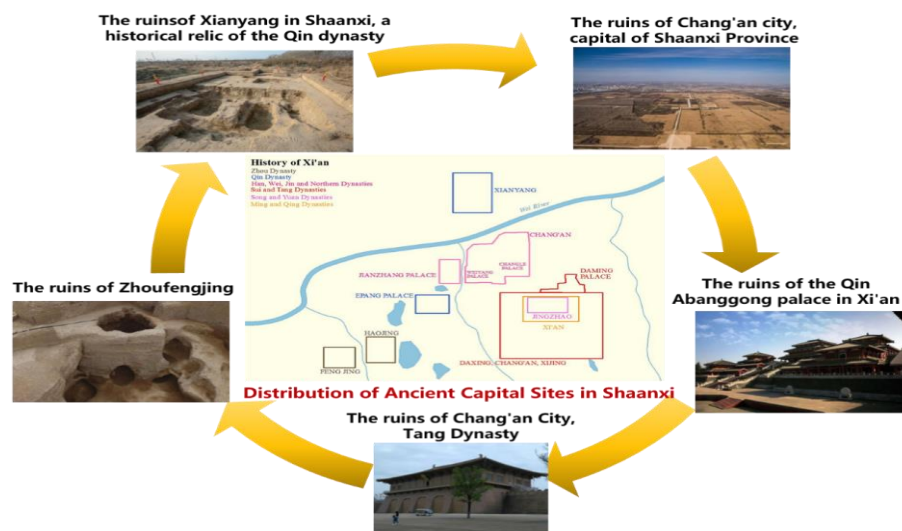 The ruinsof Xianyang in Shaanxi, a
historical relic of the Qin dynasty
The ruins of Chang'an city,
capital of Shaanxi Province
History of Xi'an
Zhou Dynasty
Qin Dynasty
Han, Wei, Jin and Northern Dynasties
Sui and Tang Dynasties
Song and Yuan Dynasties
Ming and Qing Dynasties
XIANYANG
Wei River
CHANG'AN
JIANZHANG PALACE
WEIYANG
PALACE
CHANGLE
PALACE
DAMING
PALACE
EPANG PALACE
JINGZHAO
XI'AN
HAOJING
FENG JING
DAXING, CHANG'AN, XIJING
Distribution of Ancient Capital Sites in Shaanxi
The ruins of Zhoufengjing
The ruins of the Qin
Abanggong palace in Xi'an
The ruins of Chang'an City,
Tang Dynasty